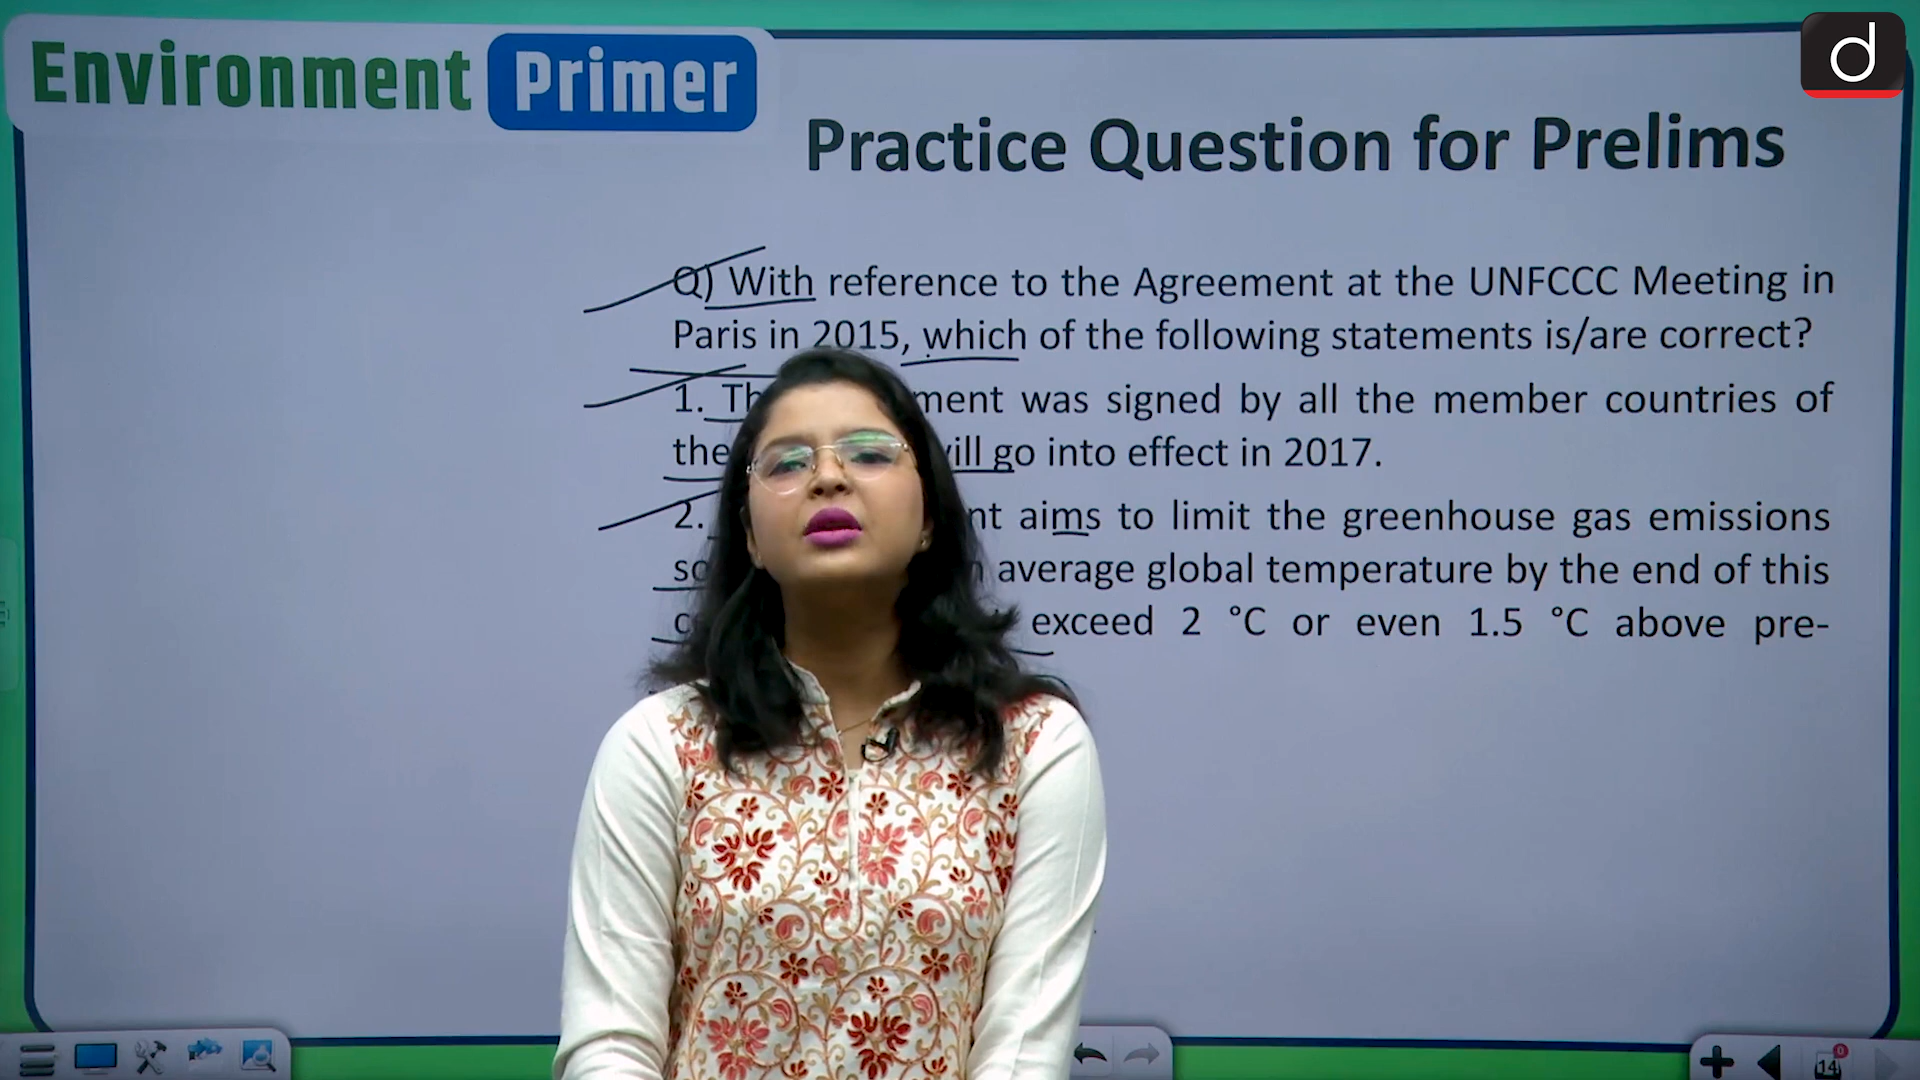 Environment Primer
d
Practice Question for Prelims
Q) With reference to the Agreement at the UNFCCC Meeting in
Paris in 2015, which of the following statements is/are correct?
1. Th ment was signed by all the member countries of
the will go into effect in 2017.
2. nt aims to limit the greenhouse gas emissions
so average global temperature by the end of this
exceed 2 °C or even 1.5 °C above pre-
14
0